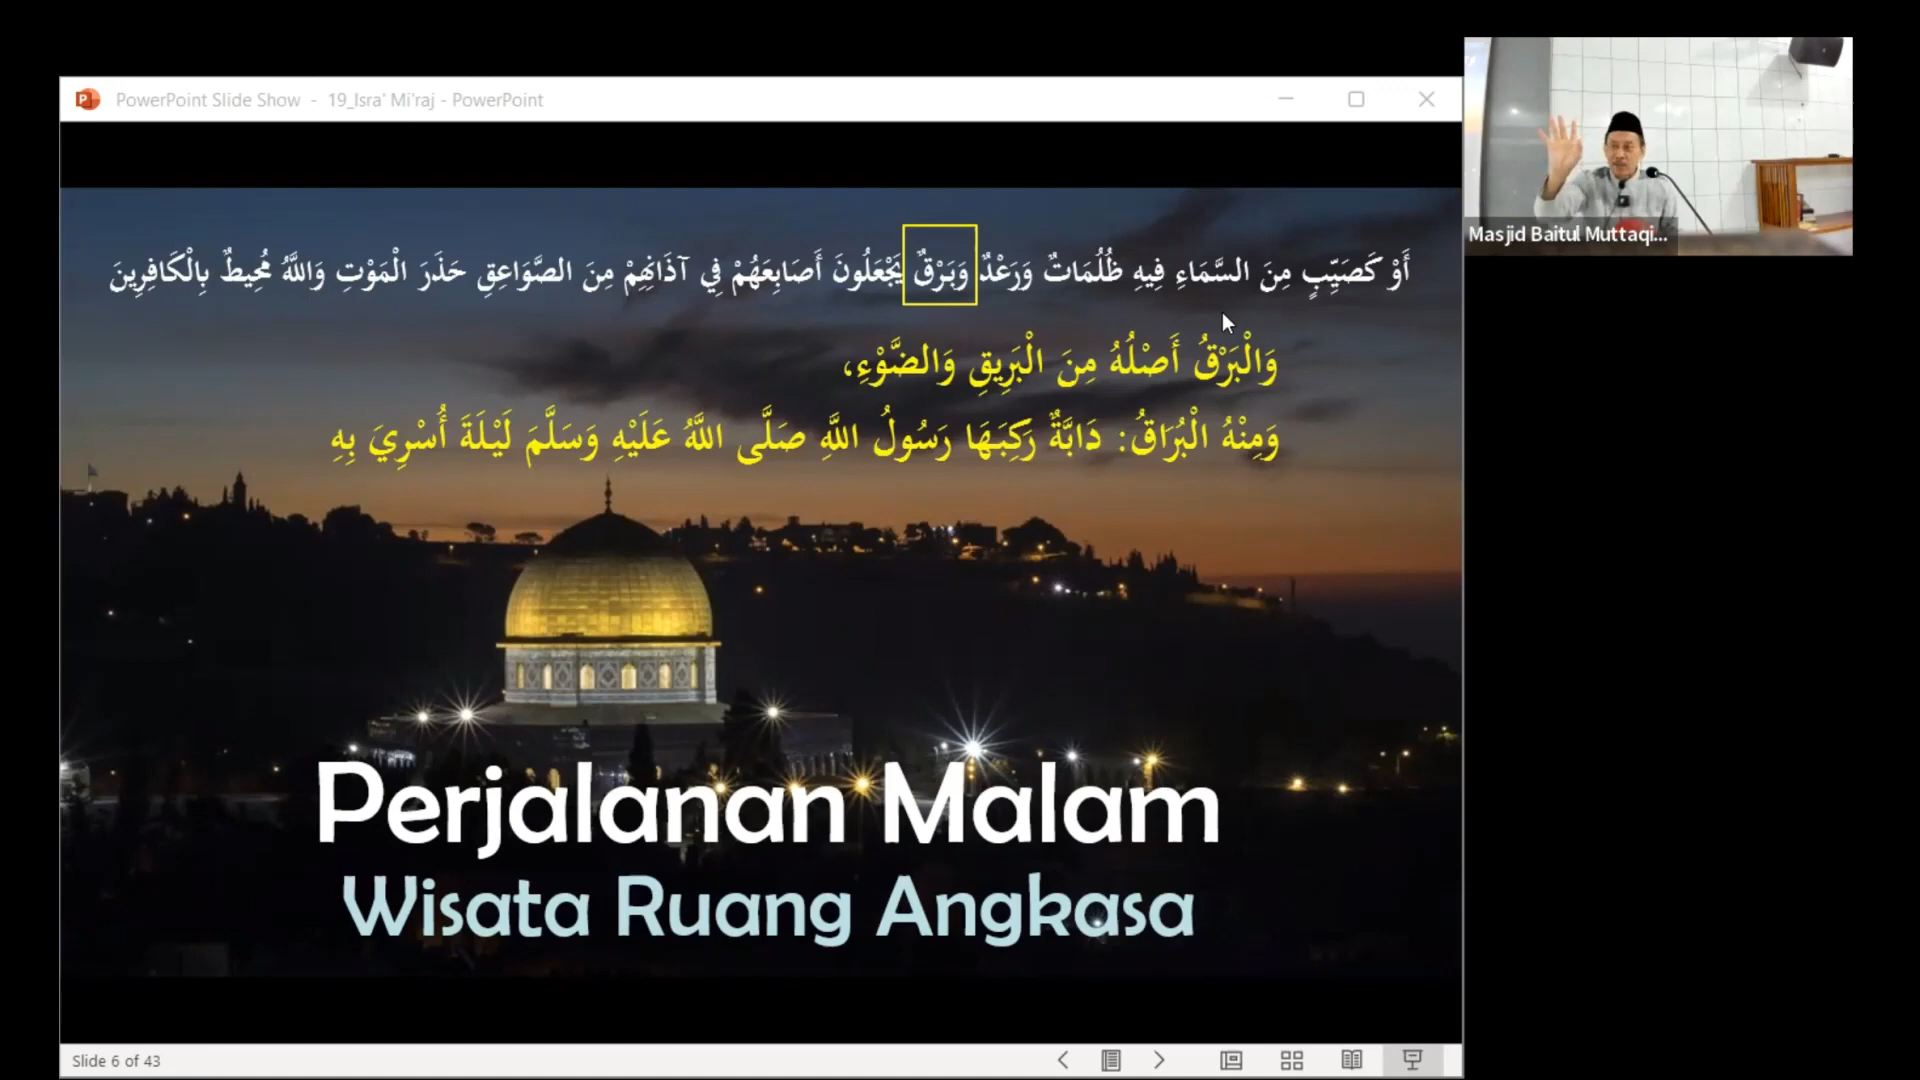 PowerPoint Slide Show - 19_Isra' Mi'raj - PowerPoint
أَوْ كَصَيِّبٍ مِنَ السَّمَاءِ فِيهِ ظُلُمَاتٌ وَرَعْدٌ وَبَرْقٌ يَجْعَلُونَ أَصَابِعَهُمْ فِي آذَانِهِمْ مِنَ الصَّوَاعِقِ حَذَرَ الْمَوْتِ وَاللَّهُ مُحِيطٌ بِالْكَافِرِينَ
وَالْبَرْقُ أَصْلُهُ مِنَ الْبَرِيقِ وَالضَّوْءِ،
وَمِنْهُ الْبُرَاقُ: دَابَّةٌ رَكِبَهَا رَسُولُ اللَّهِ صَلَّى اللَّهُ عَلَيْهِ وَسَلَّمَ لَيْلَةَ أُسْرِيَ بِهِ
Perjalanan Malam
Wisata Ruang Angkasa
Slide 6 of 43
Masjid Baitul Muttaqi...